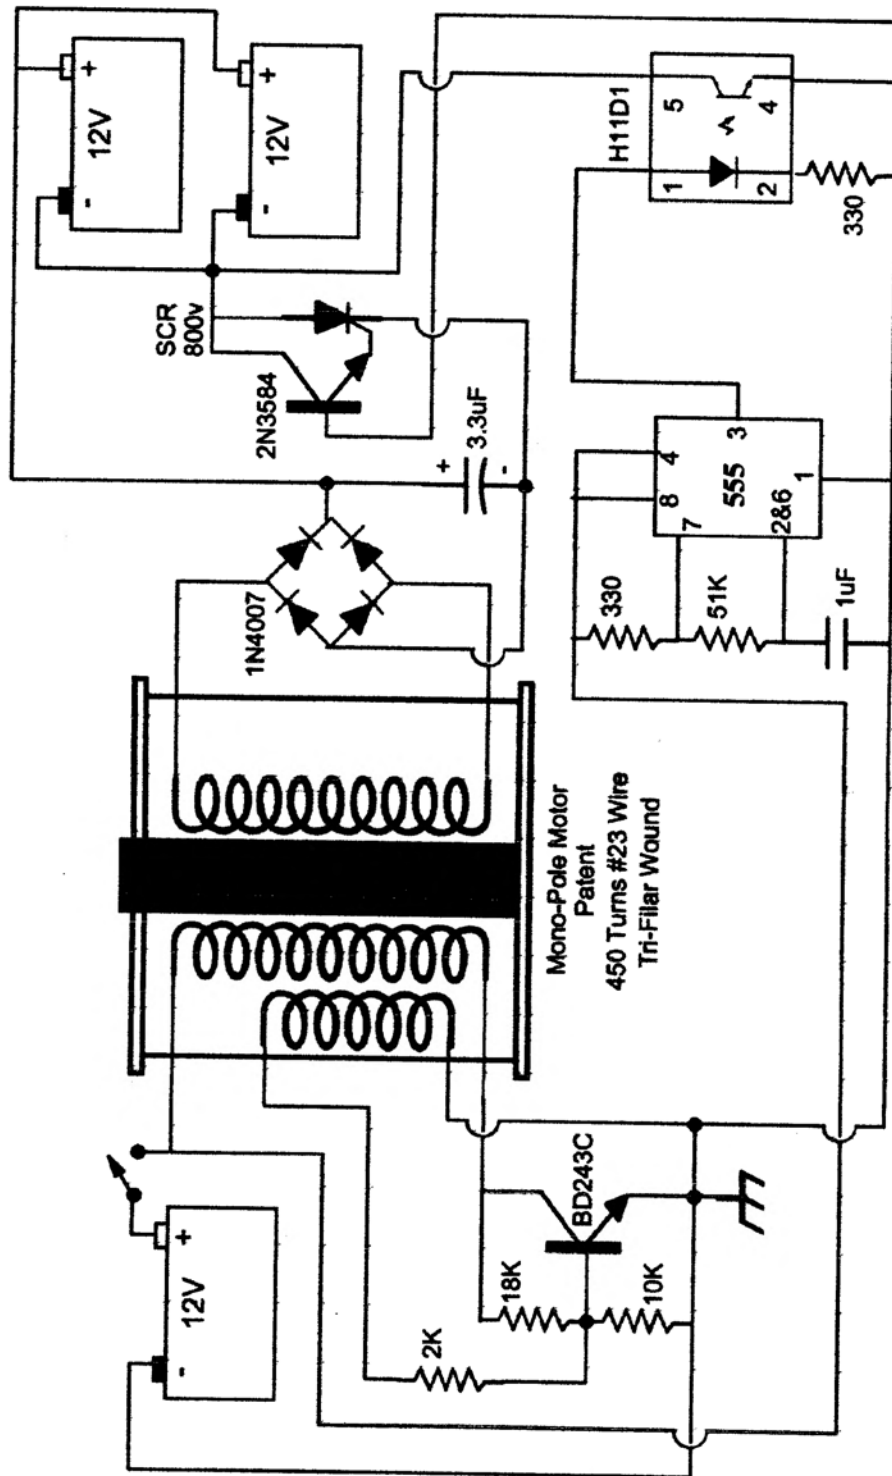 12V
+
-
12V
+
-
SCR
800v
2N3584
3.3uF
+
-
1N4007
H11D1
1
5
2
4
330
555
4
8
3
7
2&6
1
330
51K
1uF
Mono-Pole Motor
Patent
450 Turns #23 Wire
Tri-Filar Wound
12V
+
-
BD243C
18K
10K
2K